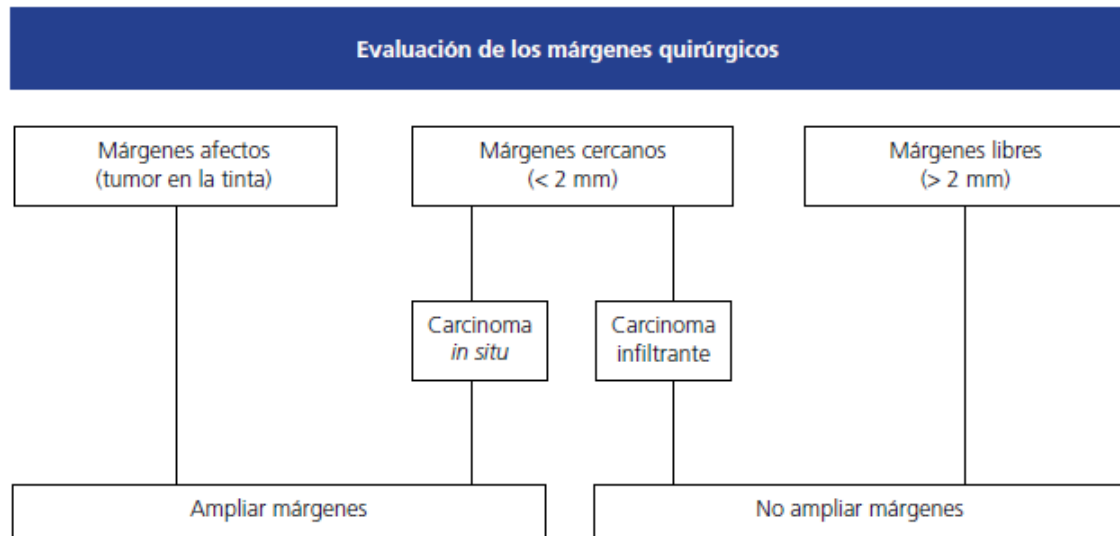 Evaluación de los márgenes quirúrgicos
Márgenes afectos
(tumor en la tinta)
Márgenes cercanos
(< 2 mm)
Márgenes libres
(> 2 mm)
Carcinoma
in situ
Carcinoma
infiltrante
Ampliar márgenes
No ampliar márgenes